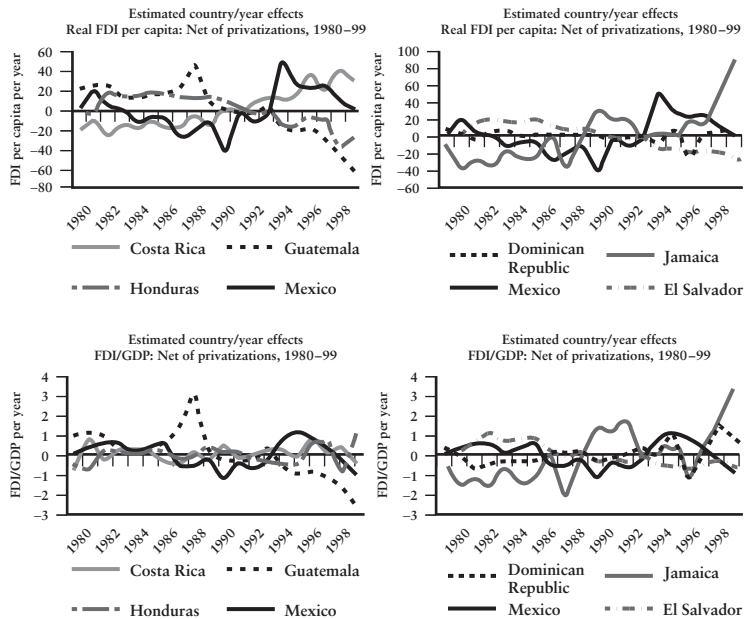 Estimated country/year effects
Real FDI per capita: Net of privatizations, 1980–99
FDI per capita per year
60
40
20
0
−20
−40
−60
−80
1980 1982 1984 1986 1988 1990 1992 1994 1996 1998
Costa Rica Guatemala
Honduras Mexico
Estimated country/year effects
Real FDI per capita: Net of privatizations, 1980–99
FDI per capita per year
100
80
60
40
20
0
−20
−40
−60
1980 1982 1984 1986 1988 1990 1992 1994 1996 1998
Dominican
Republic
Jamaica
Mexico El Salvador
Estimated country/year effects
FDI/GDP: Net of privatizations, 1980–99
FDI/GDP per year
4
3
2
1
0
−1
−2
−3
1980 1982 1984 1986 1988 1990 1992 1994 1996 1998
Costa Rica Guatemala
Honduras Mexico
Estimated country/year effects
FDI/GDP: Net of privatizations, 1980–99
FDI/GDP per year
4
3
2
1
0
−1
−2
−3
1980 1982 1984 1986 1988 1990 1992 1994 1996 1998
Dominican
Republic
Jamaica
Mexico El Salvador